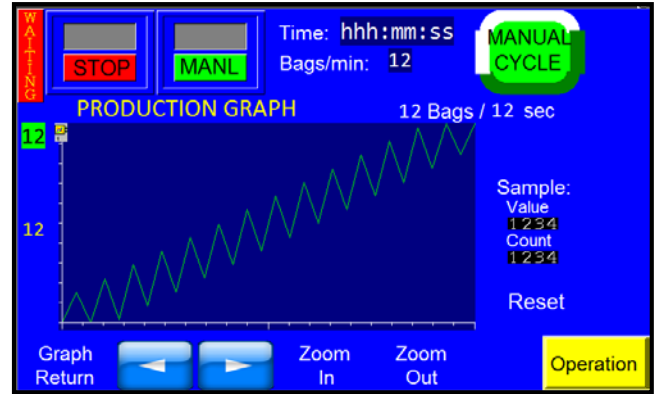 WAITING
STOP
MANL
Time: hhh:mm:ss
Bags/min: 12
MANUAL
CYCLE
PRODUCTION GRAPH
12 Bags / 12 sec
12
12
Sample:
Value
1234
Count
1234
Reset
Graph
Return
Zoom
In
Zoom
Out
Operation